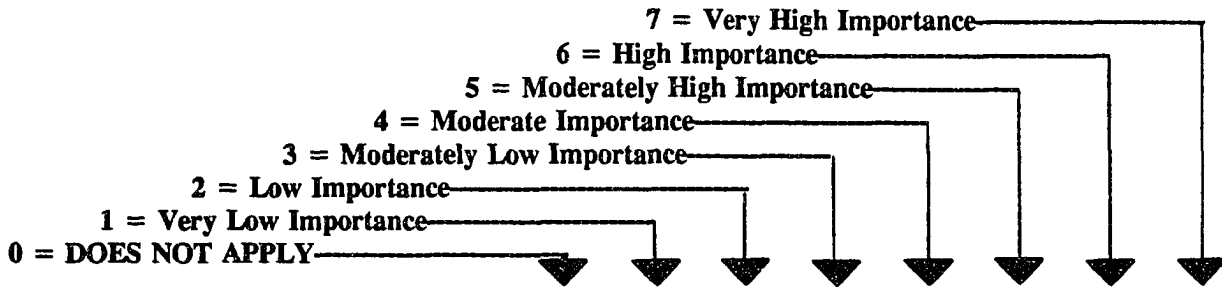 7 = Very High Importance
6 = High Importance
5 = Moderately High Importance
4 = Moderate Importance
3 = Moderately Low Importance
2 = Low Importance
1 = Very Low Importance
0 = DOES NOT APPLY